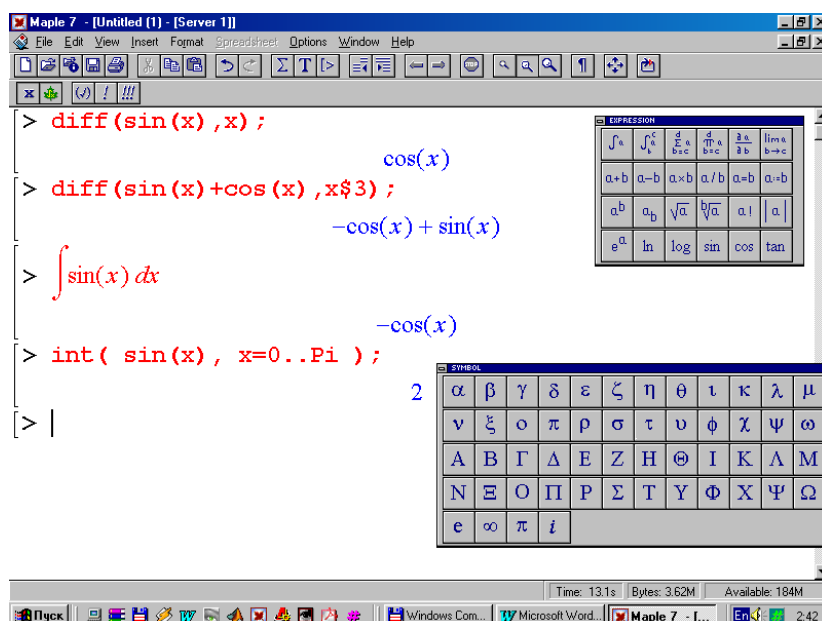 Maple 7 - [Untitled (1) - [Server 1]]
File Edit View Insert Format Spreadsheet Options Window Help
> diff(sin(x),x);
cos(x)
> diff(sin(x)+cos(x),x$3);
−cos(x) + sin(x)
> ∫sin(x) dx
−cos(x)
> int( sin(x), x=0..Pi );
2
>
EXPRESSION
∫a ∫ₐ a Σ a ∏ a ∂a/∂b lim a
a+b a−b a×b a/b a=b a:=b
a^b a_b √a ᵇ√a a! |a|
e^a ln log sin cos tan
SYMBOL
α β γ δ ε ζ η θ ι κ λ μ
ν ξ ο π ρ σ τ υ φ χ ψ ω
Α Β Γ Δ Ε Ζ Η Θ Ι Κ Λ Μ
Ν Ξ Ο Π Ρ Σ Τ Υ Φ Χ Ψ Ω
e ∞ π i
Time: 13.1s Bytes: 3.62M Available: 184M
Пуск Windows Com... Microsoft Word... Maple 7 - [... En 2:42